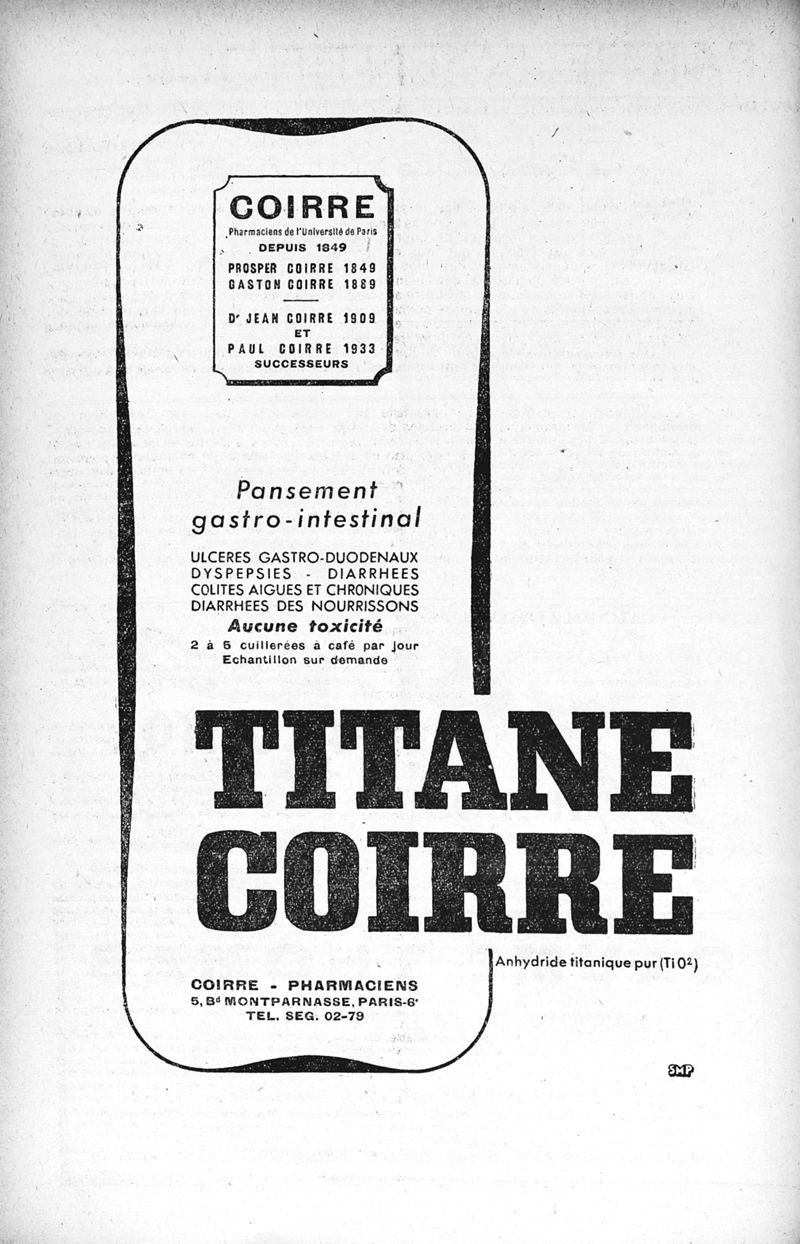 COIRRE
Pharmaciens de l'Université de Paris
DEPUIS 1849
PROSPER COIRRE 1849
GASTON COIRRE 1889
Dr JEAN COIRRE 1909
ET
PAUL COIRRE 1933
SUCCESSEURS
Pansement
gastro-intestinal
ULCERES GASTRO-DUODENAUX
DYSPEPSIES - DIARRHEES
COLITES AIGUES ET CHRONIQUES
DIARRHEES DES NOURRISSONS
Aucune toxicité
2 à 5 cuillerées à café par jour
Echantillon sur demande
TITANE
COIRRE
Anhydride titanique pur (Ti O²)
COIRRE - PHARMACIENS
5, Bd MONTPARNASSE, PARIS-6e
TEL. SEG. 02-79
SMP